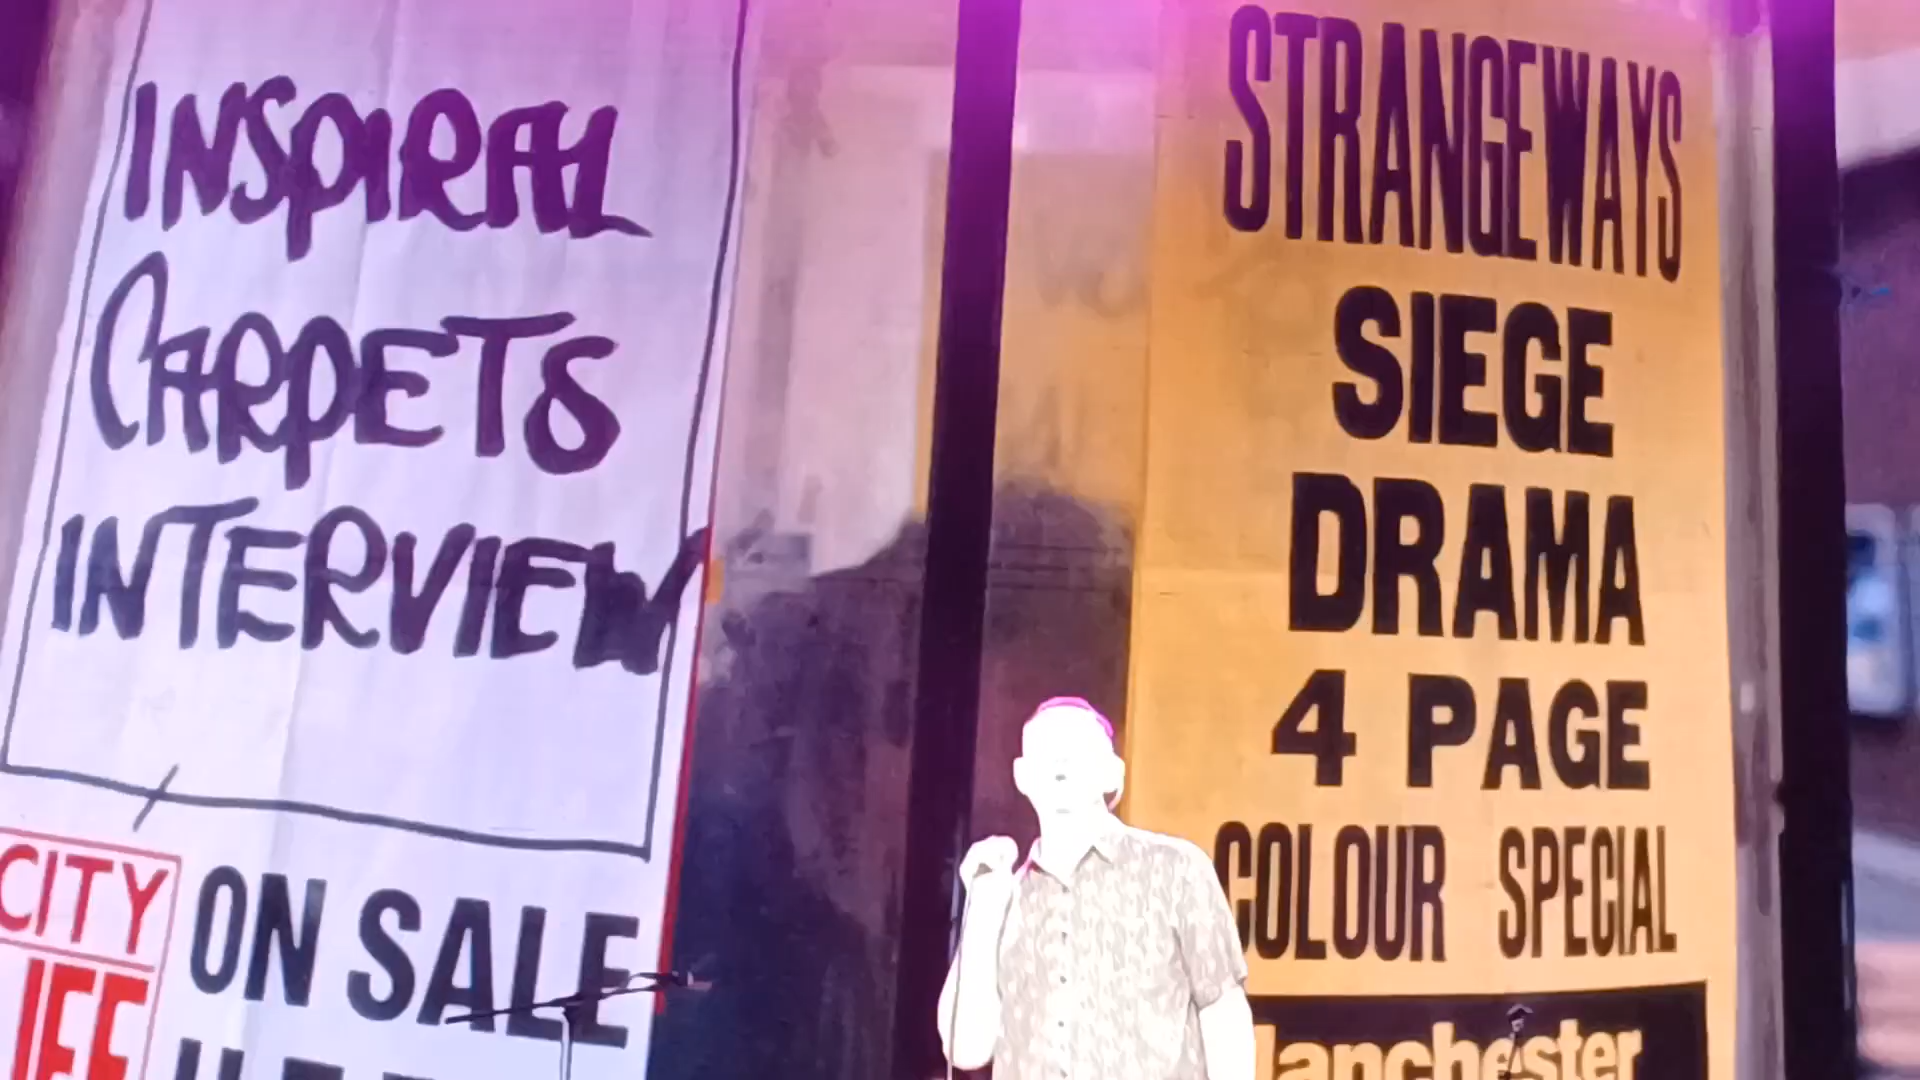 INSPIRAL
CARPETS
INTERVIEW
CITY
ON SALE
STRANGEWAYS
SIEGE
DRAMA
4 PAGE
COLOUR SPECIAL